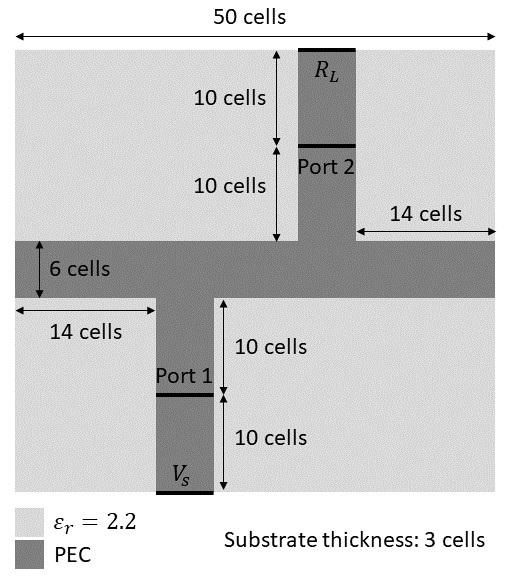 50 cells
R_L
10 cells
Port 2
10 cells
14 cells
6 cells
14 cells
10 cells
Port 1
10 cells
V_s
ε_r = 2.2
Substrate thickness: 3 cells
PEC